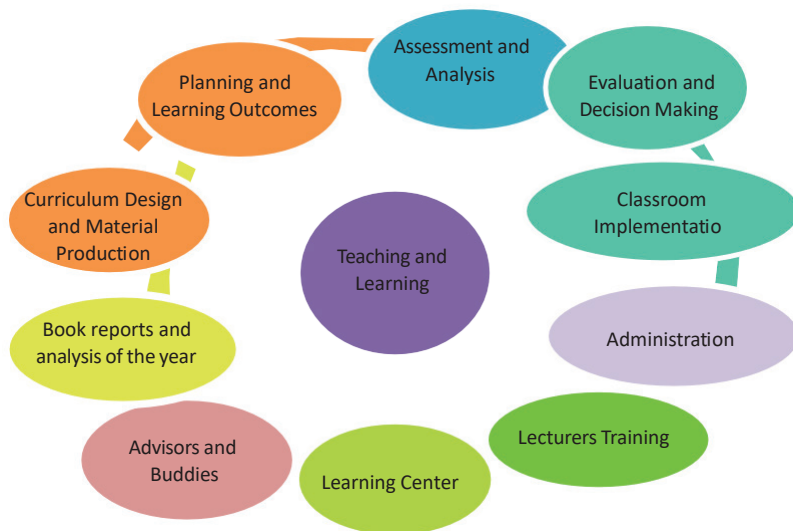 Assessment and
Analysis
Evaluation and
Decision Making
Classroom
Implementatio
Administration
Lecturers Training
Learning Center
Advisors and
Buddies
Book reports and
analysis of the year
Curriculum Design
and Material
Production
Planning and
Learning Outcomes
Teaching and
Learning